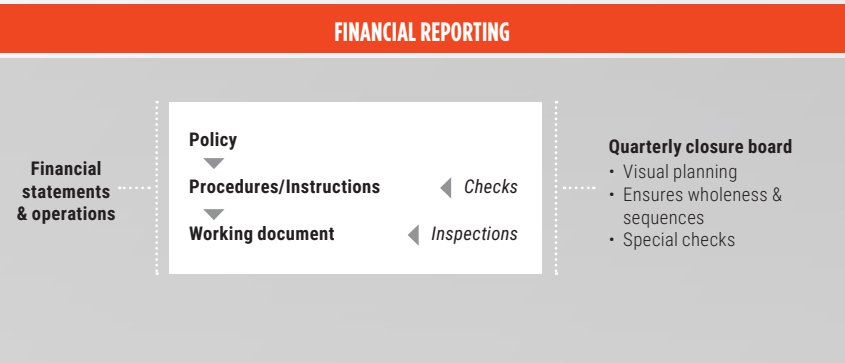 FINANCIAL REPORTING
Financial
statements
& operations
Policy
Procedures/Instructions
Checks
Working document
Inspections
Quarterly closure board
• Visual planning
• Ensures wholeness &
sequences
• Special checks